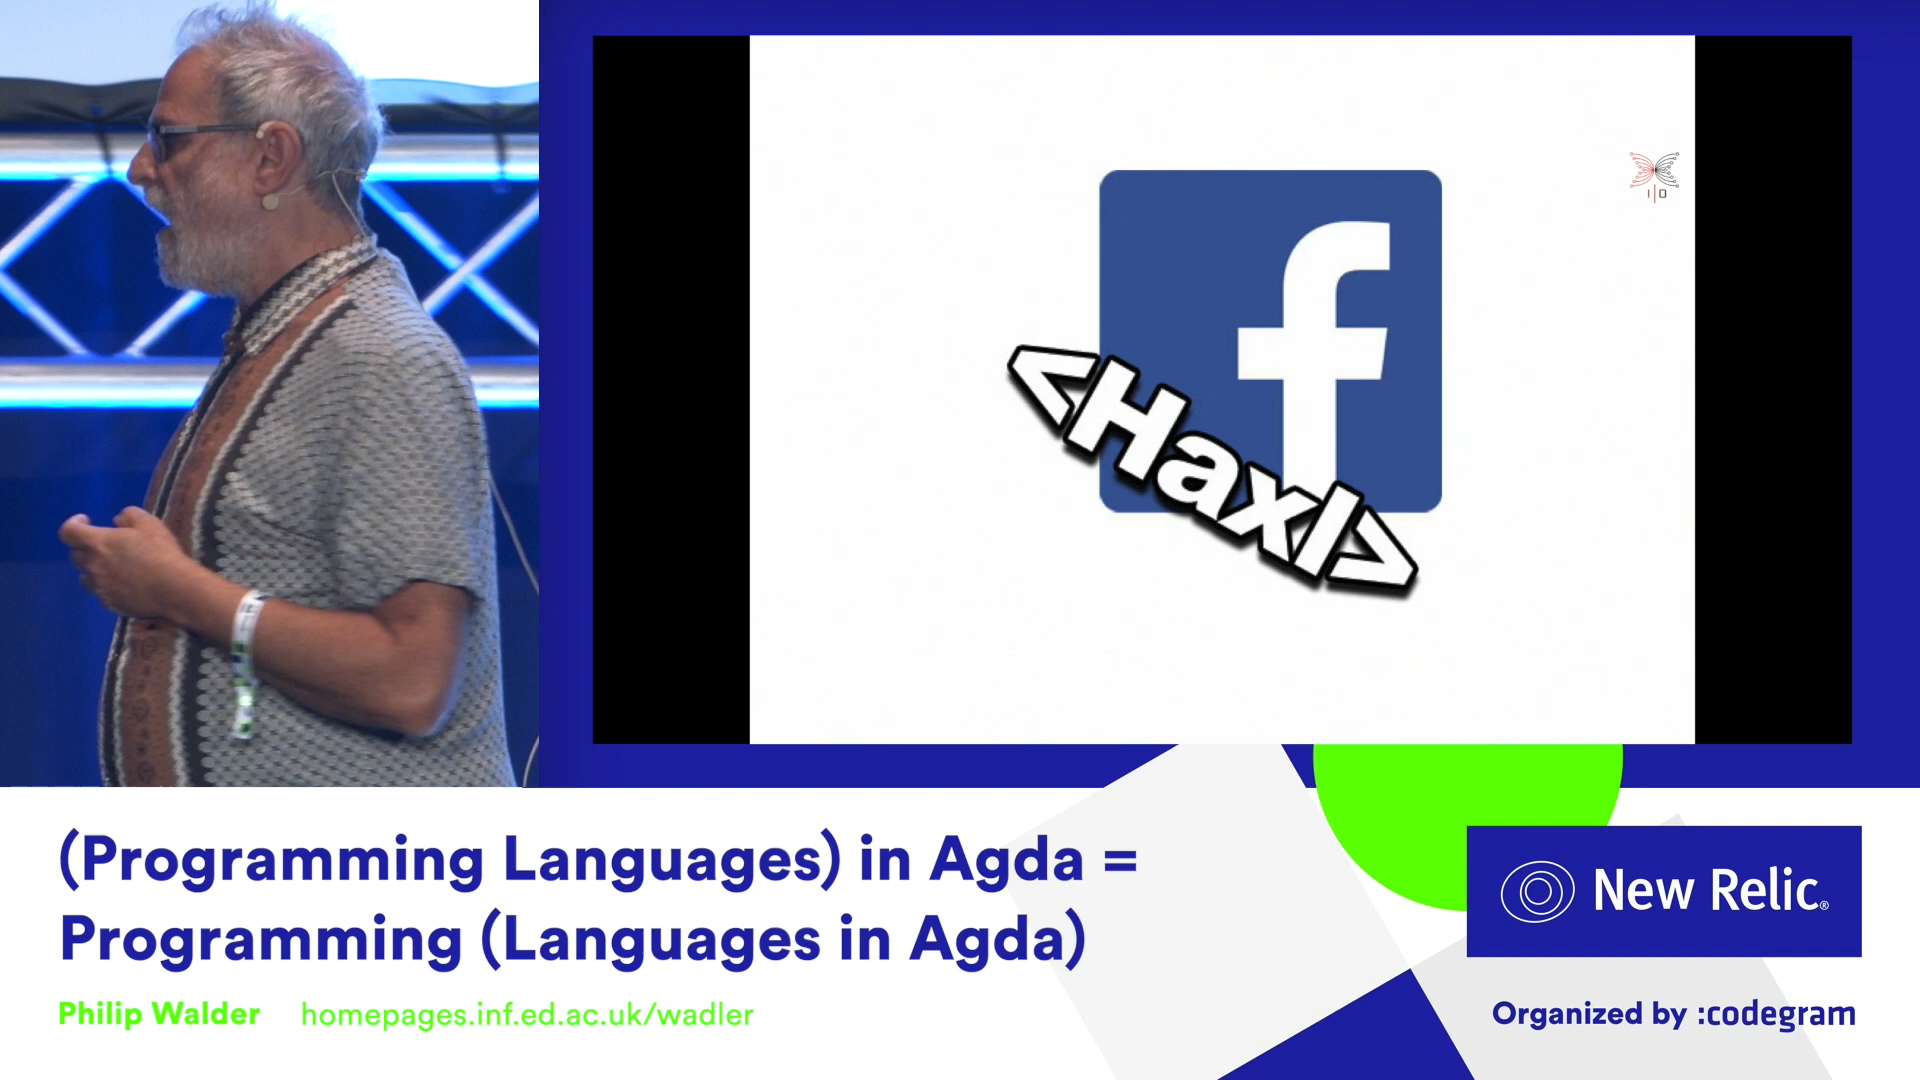 f
<Haxl>
I|O
(Programming Languages) in Agda =
Programming (Languages in Agda)
Philip Walder homepages.inf.ed.ac.uk/wadler
New Relic®
Organized by :codegram